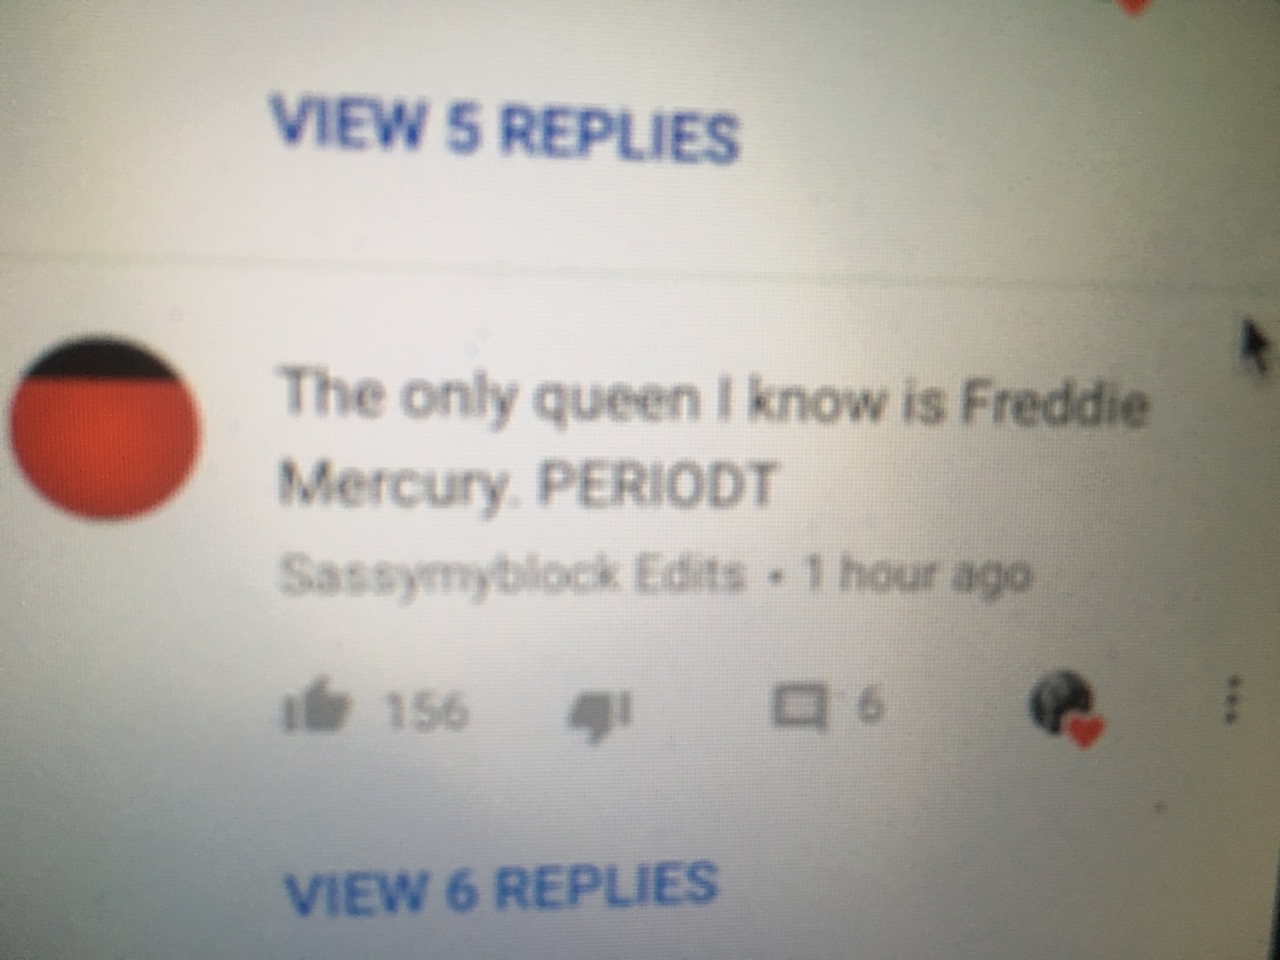 VIEW 5 REPLIES
The only queen I know is Freddie
Mercury. PERIODT
Sassymyblock Edits • 1 hour ago
156
6
VIEW 6 REPLIES